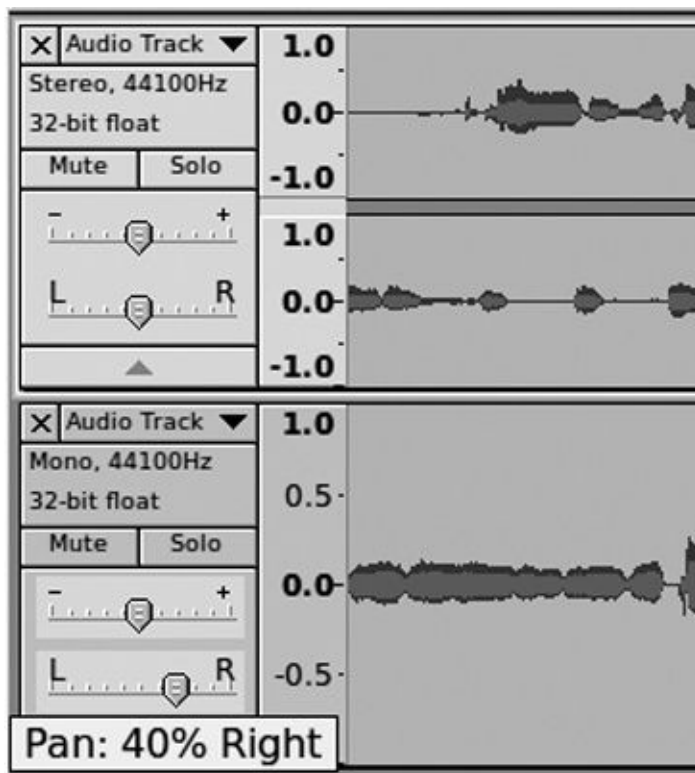 X Audio Track ▼
Stereo, 44100Hz
32-bit float
Mute Solo
- +
L R
1.0
0.0
-1.0
1.0
0.0
-1.0
X Audio Track ▼
Mono, 44100Hz
32-bit float
Mute Solo
- +
L R
Pan: 40% Right
1.0
0.5
0.0
-0.5